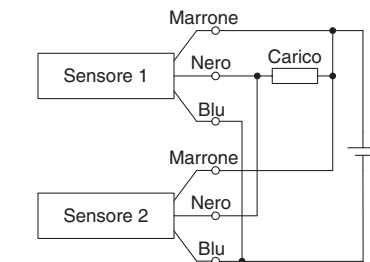 Marrone
Nero
Carico
Sensore 1
Blu
Marrone
Nero
Sensore 2
Blu